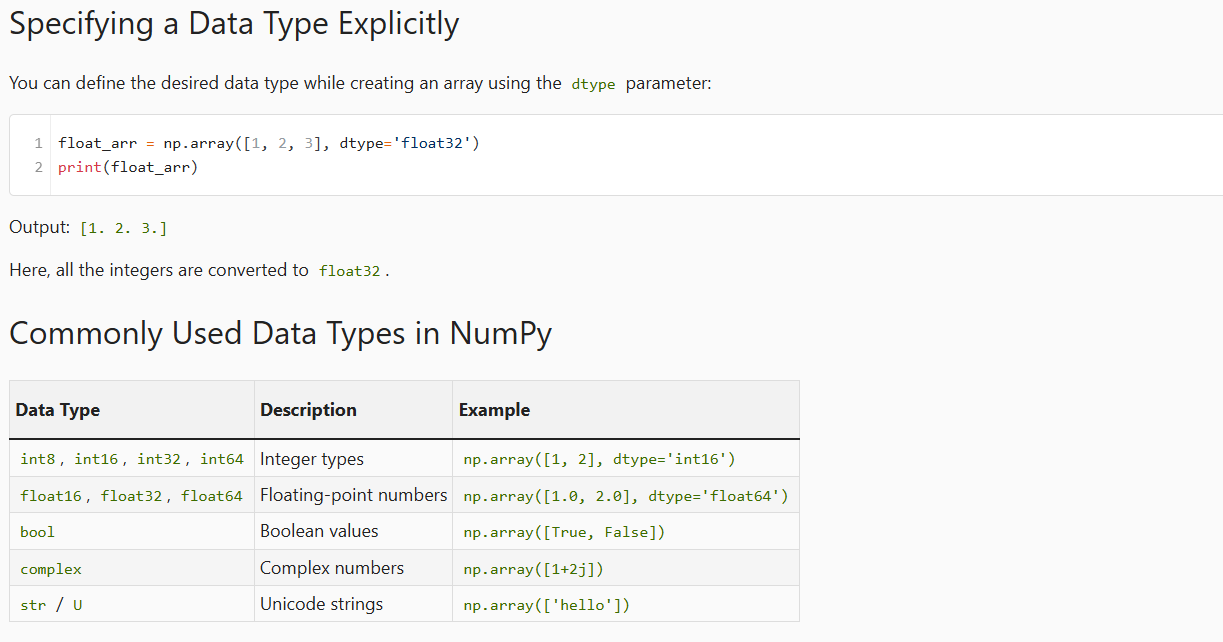 Specifying a Data Type Explicitly
You can define the desired data type while creating an array using the dtype parameter:
1 float_arr = np.array([1, 2, 3], dtype='float32')
2 print(float_arr)
Output: [1. 2. 3.]
Here, all the integers are converted to float32.
Commonly Used Data Types in NumPy
Data Type Description Example
int8, int16, int32, int64 Integer types np.array([1, 2], dtype='int16')
float16, float32, float64 Floating-point numbers np.array([1.0, 2.0], dtype='float64')
bool Boolean values np.array([True, False])
complex Complex numbers np.array([1+2j])
str / U Unicode strings np.array(['hello'])